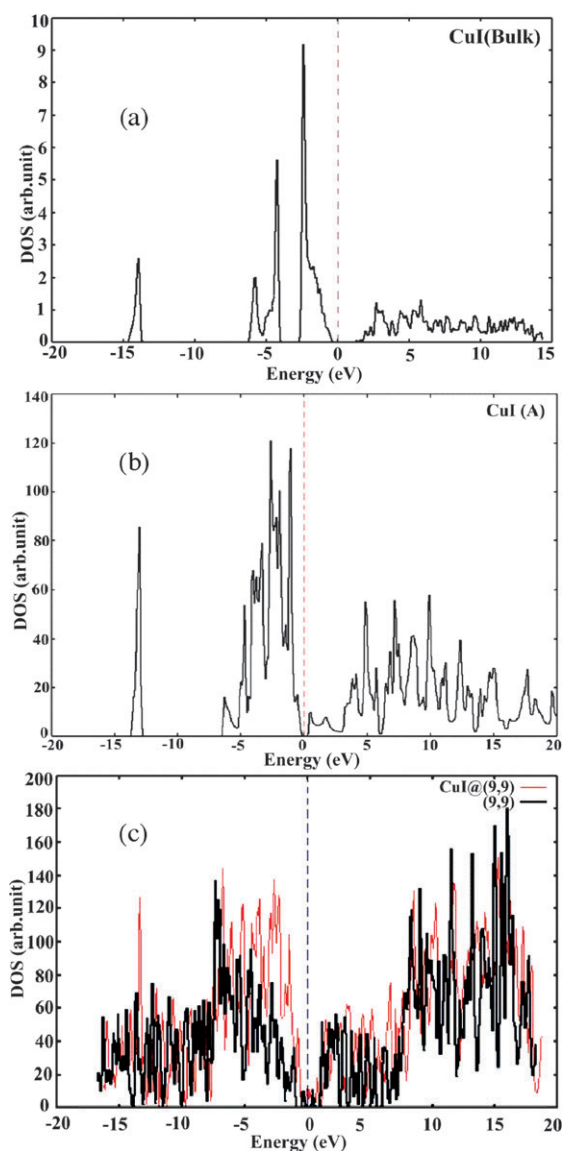 CuI(Bulk)
(a)
DOS (arb.unit)
10
9
8
7
6
5
4
3
2
1
0
-20 -15 -10 -5 0 5 10 15
Energy (eV)
CuI (A)
(b)
DOS (arb.unit)
140
120
100
80
60
40
20
0
-20 -15 -10 -5 0 5 10 15 20
Energy (eV)
CuI@(9,9)
(9,9)
(c)
DOS (arb.unit)
200
180
160
140
120
100
80
60
40
20
0
-20 -15 -10 -5 0 5 10 15 20
Energy (eV)